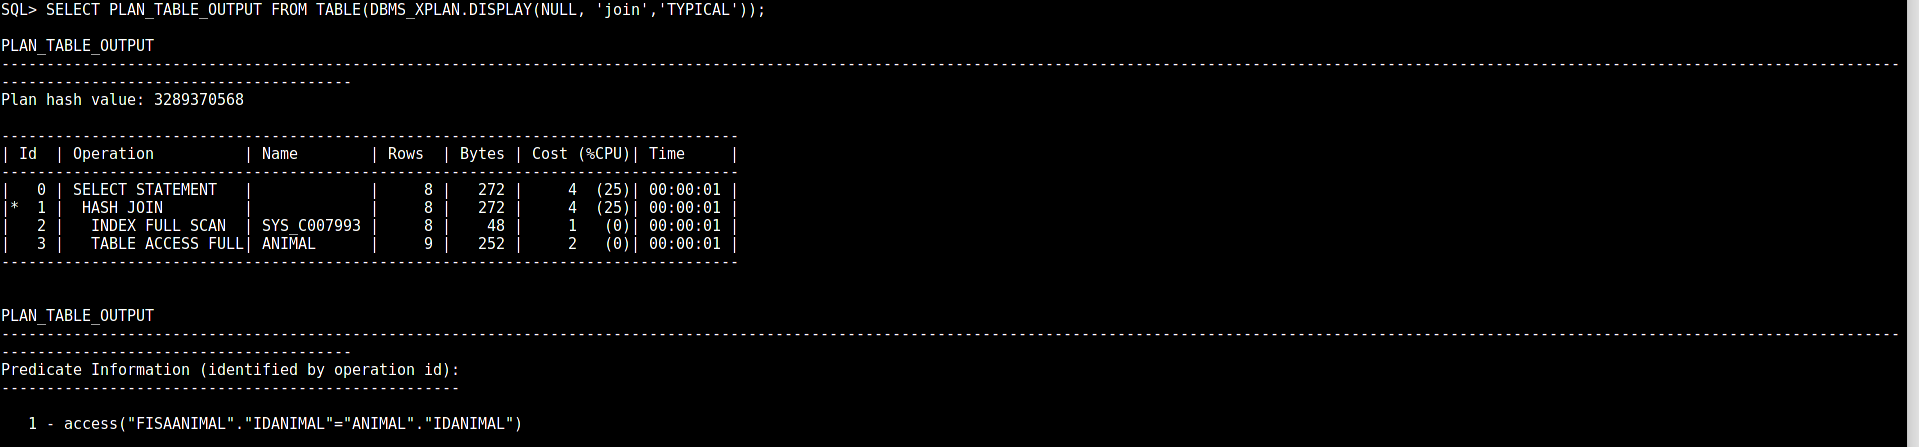 SQL> SELECT PLAN_TABLE_OUTPUT FROM TABLE(DBMS_XPLAN.DISPLAY(NULL, 'join','TYPICAL'));
PLAN_TABLE_OUTPUT
--------------------------------------------------------------------------------------------------------------------------------------------------------------------------------------------------------------------
---------------------------------------
Plan hash value: 3289370568
----------------------------------------------------------------------------------
| Id  | Operation          | Name        | Rows  | Bytes | Cost (%CPU)| Time     |
----------------------------------------------------------------------------------
|   0 | SELECT STATEMENT   |             |     8 |   272 |     4  (25)| 00:00:01 |
|*  1 |  HASH JOIN         |             |     8 |   272 |     4  (25)| 00:00:01 |
|   2 |   INDEX FULL SCAN  | SYS_C007993 |     8 |    48 |     1   (0)| 00:00:01 |
|   3 |   TABLE ACCESS FULL| ANIMAL      |     9 |   252 |     2   (0)| 00:00:01 |
----------------------------------------------------------------------------------
PLAN_TABLE_OUTPUT
--------------------------------------------------------------------------------------------------------------------------------------------------------------------------------------------------------------------
---------------------------------------
Predicate Information (identified by operation id):
---------------------------------------------------
   1 - access("FISAANIMAL"."IDANIMAL"="ANIMAL"."IDANIMAL")